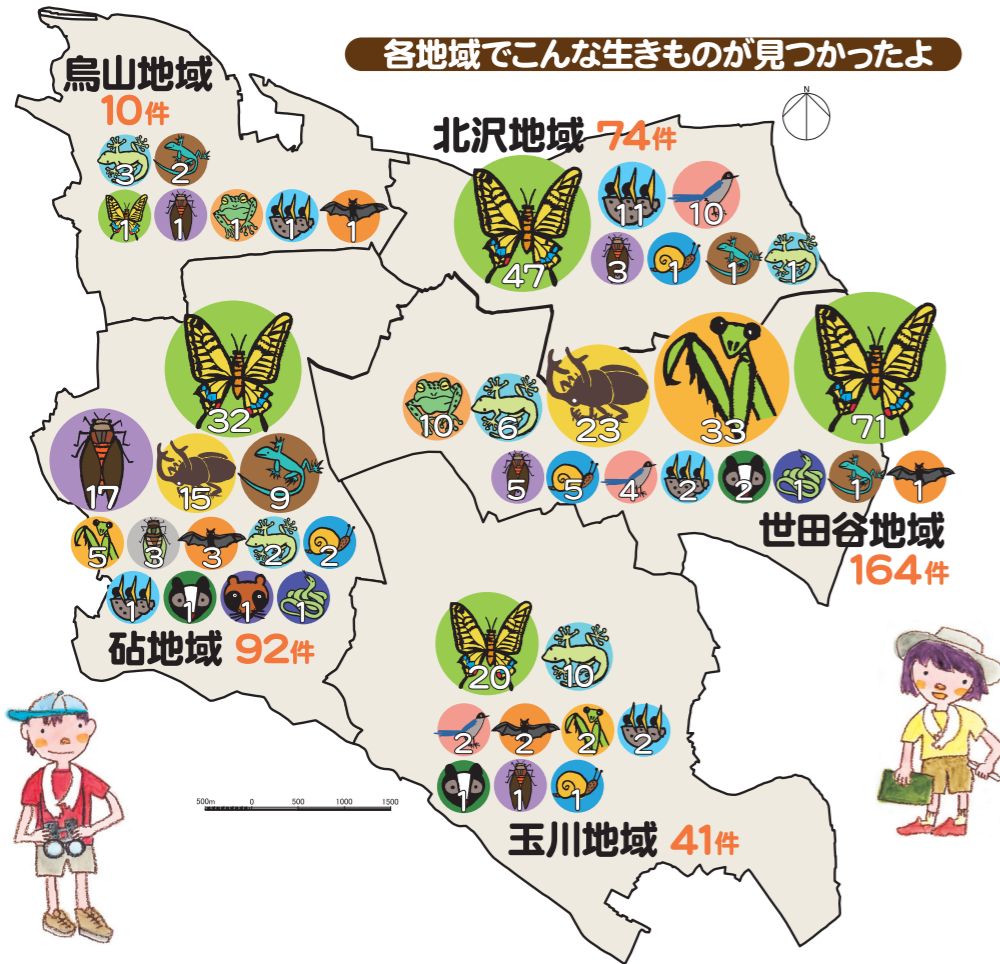 各地域でこんな生きものが見つかったよ
N
烏山地域
10件
3 2
1 1 1 1 1
北沢地域 74件
47 11 10
3 1 1 1
32
17 15 9
5 3 3 2 2
1 1 1 1
砧地域 92件
10 6 23 33 71
5 5 4 2 2 1 1 1
世田谷地域
164件
20 10
2 2 2 2
1 1 1
玉川地域 41件
500m 0 500 1000 1500